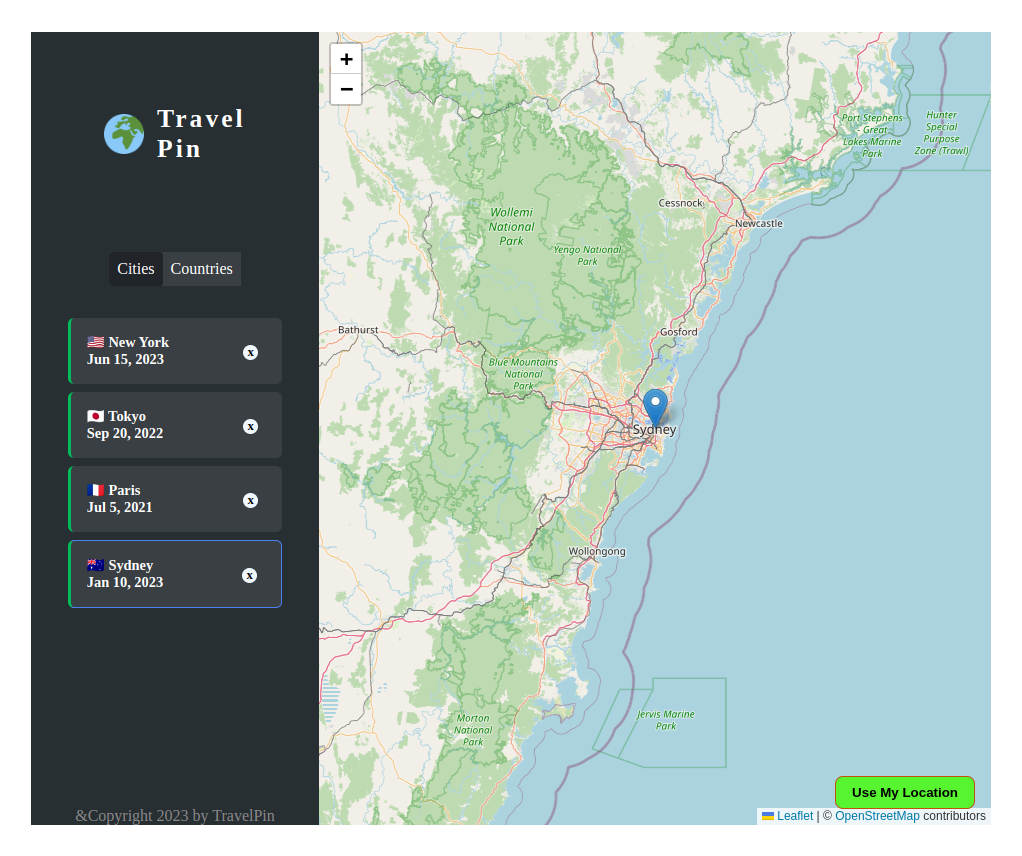 Travel
Pin
Cities
Countries
🇺🇸 New York
Jun 15, 2023
x
🇯🇵 Tokyo
Sep 20, 2022
x
🇫🇷 Paris
Jul 5, 2021
x
🇦🇺 Sydney
Jan 10, 2023
x
&Copyright 2023 by TravelPin
+
−
Port Stephens
- Great
Lakes Marine
Park
Hunter
Special
Purpose
Zone (Trawl)
Cessnock
Newcastle
Wollemi
National
Park
Yengo National
Park
Bathurst
Gosford
Blue Mountains
National
Park
Sydney
Wollongong
Morton
National
Park
Jervis Marine
Park
Use My Location
Leaflet | © OpenStreetMap contributors